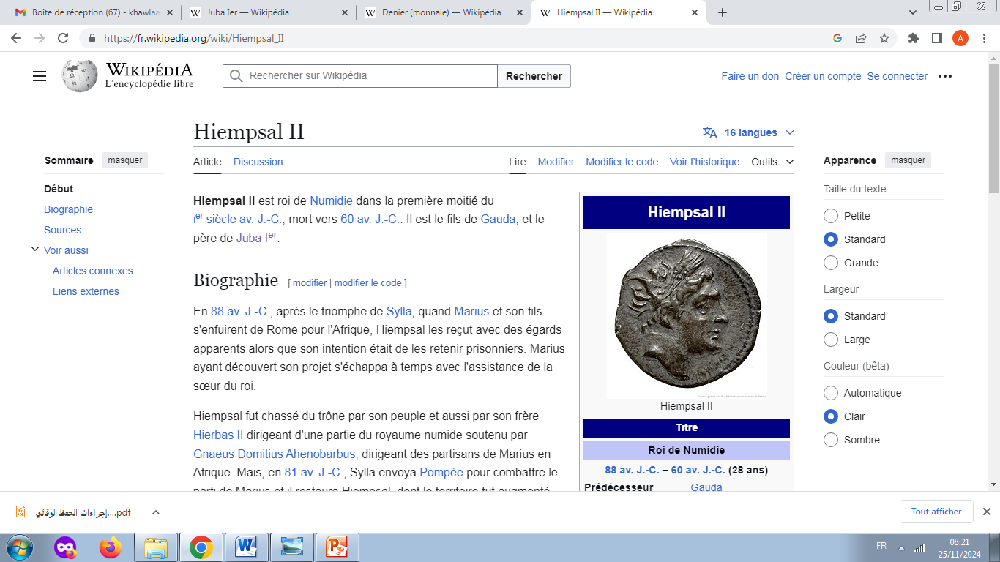 Boîte de réception (67) - khawlaa
Juba Ier — Wikipédia
Denier (monnaie) — Wikipédia
Hiempsal II — Wikipédia
https://fr.wikipedia.org/wiki/Hiempsal_II
A
WIKIPÉDIA
L'encyclopédie libre
Rechercher sur Wikipédia
Rechercher
Faire un don Créer un compte Se connecter
Hiempsal II
16 langues
Sommaire masquer
Début
Biographie
Sources
Voir aussi
Articles connexes
Liens externes
Article Discussion Lire Modifier Modifier le code Voir l'historique Outils
Hiempsal II est roi de Numidie dans la première moitié du
Ier siècle av. J.-C., mort vers 60 av. J.-C.. Il est le fils de Gauda, et le
père de Juba Ier.
Biographie [ modifier | modifier le code ]
En 88 av. J.-C., après le triomphe de Sylla, quand Marius et son fils
s'enfuirent de Rome pour l'Afrique, Hiempsal les reçut avec des égards
apparents alors que son intention était de les retenir prisonniers. Marius
ayant découvert son projet s'échappa à temps avec l'assistance de la
sœur du roi.
Hiempsal fut chassé du trône par son peuple et aussi par son frère
Hierbas II dirigeant d'une partie du royaume numide soutenu par
Gnaeus Domitius Ahenobarbus, dirigeant des partisans de Marius en
Afrique. Mais, en 81 av. J.-C., Sylla envoya Pompée pour combattre le
parti de Marius et il restaura Hiempsal, dont le territoire fut augmenté
Hiempsal II
Hiempsal II
Titre
Roi de Numidie
88 av. J.-C. – 60 av. J.-C. (28 ans)
Prédécesseur Gauda
Apparence masquer
Taille du texte
Petite
Standard
Grande
Largeur
Standard
Large
Couleur (bêta)
Automatique
Clair
Sombre
إجراءات الحفظ الوقائي....pdf
Tout afficher
FR
08:21
25/11/2024